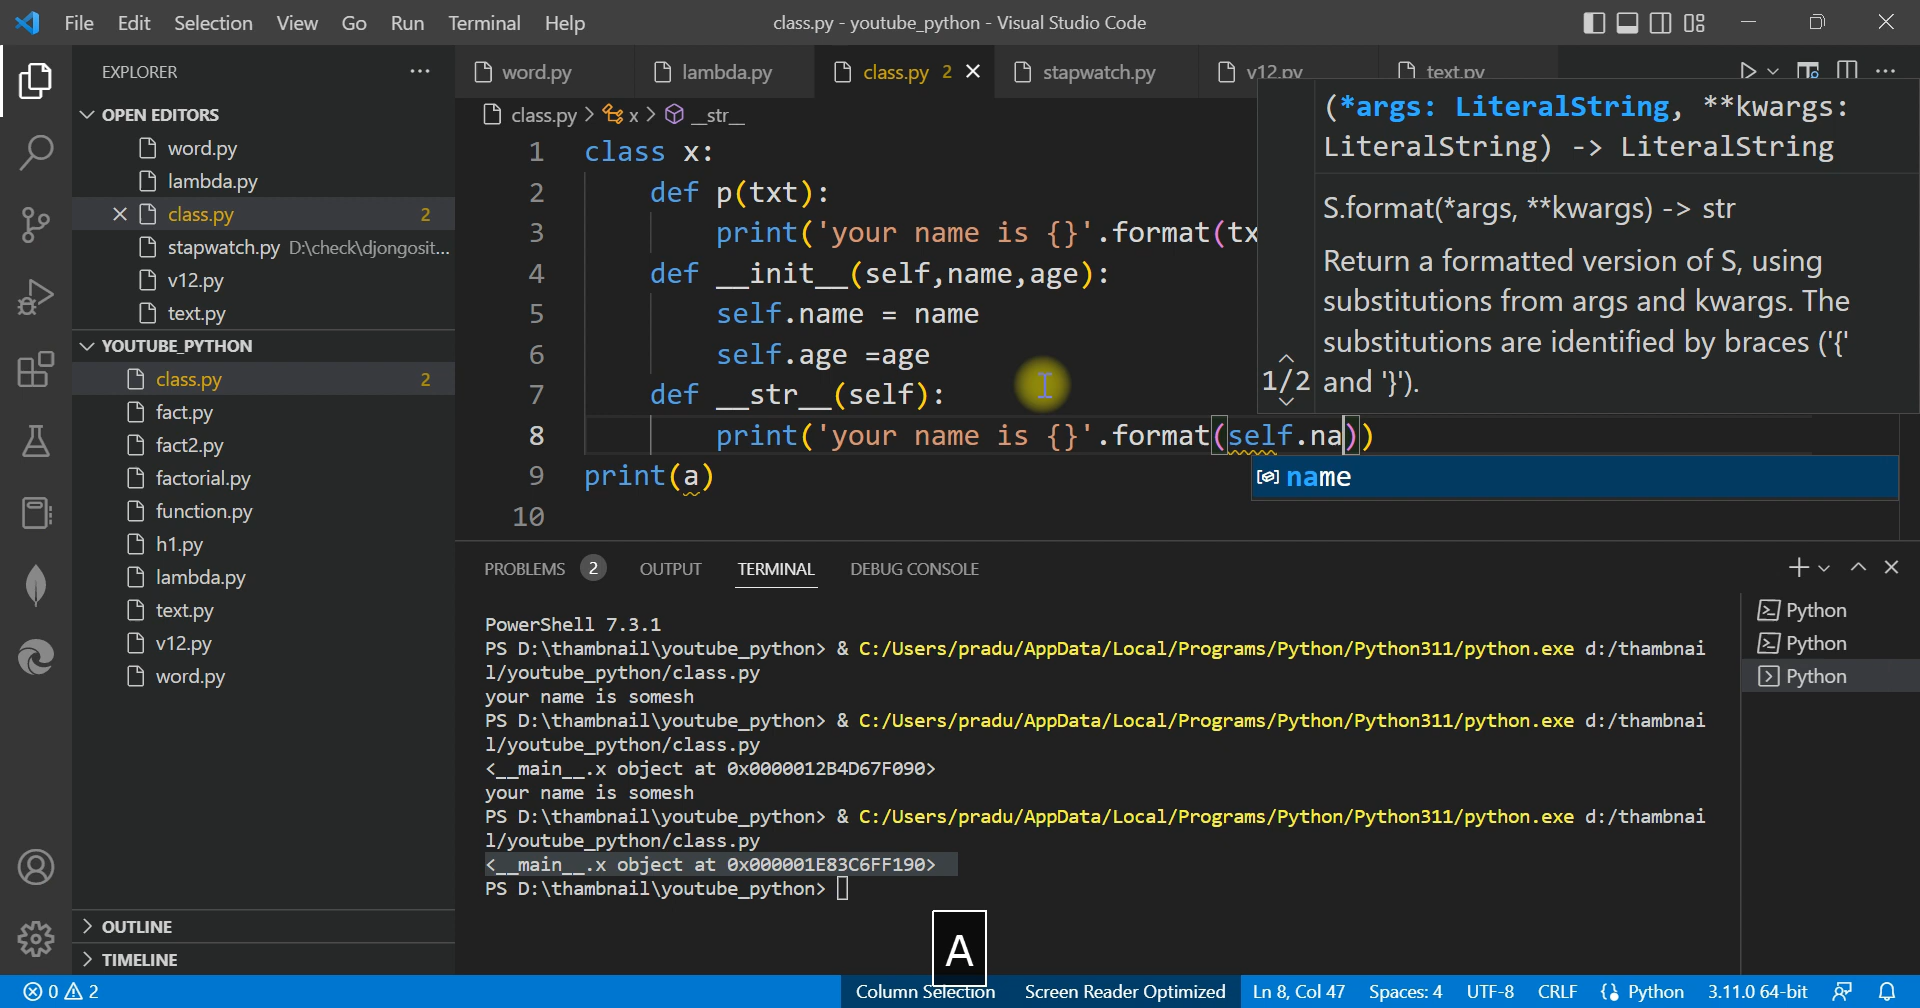 File Edit Selection View Go Run Terminal Help
class.py - youtube_python - Visual Studio Code
EXPLORER
OPEN EDITORS
word.py
lambda.py
class.py 2
stapwatch.py D:\check\djongosit...
v12.py
text.py
YOUTUBE_PYTHON
class.py 2
fact.py
fact2.py
factorial.py
function.py
h1.py
lambda.py
text.py
v12.py
word.py
OUTLINE
TIMELINE
word.py lambda.py class.py 2 stapwatch.py v12.py text.py
class.py > x > __str__
1 class x:
2 def p(txt):
3 print('your name is {}'.format(tx
4 def __init__(self,name,age):
5 self.name = name
6 self.age =age
7 def __str__(self):
8 print('your name is {}'.format(self.na))
9 print(a)
10
(*args: LiteralString, **kwargs:
LiteralString) -> LiteralString
S.format(*args, **kwargs) -> str
Return a formatted version of S, using
substitutions from args and kwargs. The
substitutions are identified by braces ('{'
1/2 and '}').
name
PROBLEMS 2 OUTPUT TERMINAL DEBUG CONSOLE
PowerShell 7.3.1
PS D:\thambnail\youtube_python> & C:/Users/pradu/AppData/Local/Programs/Python/Python311/python.exe d:/thambnai
l/youtube_python/class.py
your name is somesh
PS D:\thambnail\youtube_python> & C:/Users/pradu/AppData/Local/Programs/Python/Python311/python.exe d:/thambnai
l/youtube_python/class.py
<__main__.x object at 0x0000012B4D67F090>
your name is somesh
PS D:\thambnail\youtube_python> & C:/Users/pradu/AppData/Local/Programs/Python/Python311/python.exe d:/thambnai
l/youtube_python/class.py
<__main__.x object at 0x000001E83C6FF190>
PS D:\thambnail\youtube_python>
Python
Python
Python
A
0 2
Column Selection Screen Reader Optimized Ln 8, Col 47 Spaces: 4 UTF-8 CRLF Python 3.11.0 64-bit